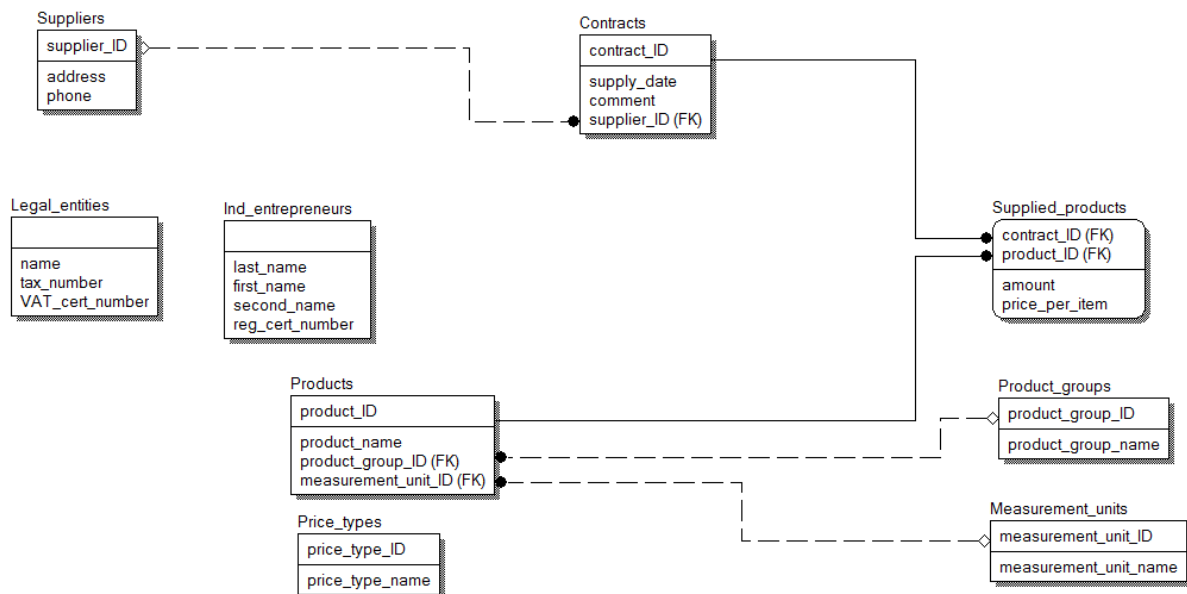 Suppliers
supplier_ID
address
phone
Contracts
contract_ID
supply_date
comment
supplier_ID (FK)
Legal_entities
name
tax_number
VAT_cert_number
Ind_entrepreneurs
last_name
first_name
second_name
reg_cert_number
Supplied_products
contract_ID (FK)
product_ID (FK)
amount
price_per_item
Products
product_ID
product_name
product_group_ID (FK)
measurement_unit_ID (FK)
Product_groups
product_group_ID
product_group_name
Price_types
price_type_ID
price_type_name
Measurement_units
measurement_unit_ID
measurement_unit_name